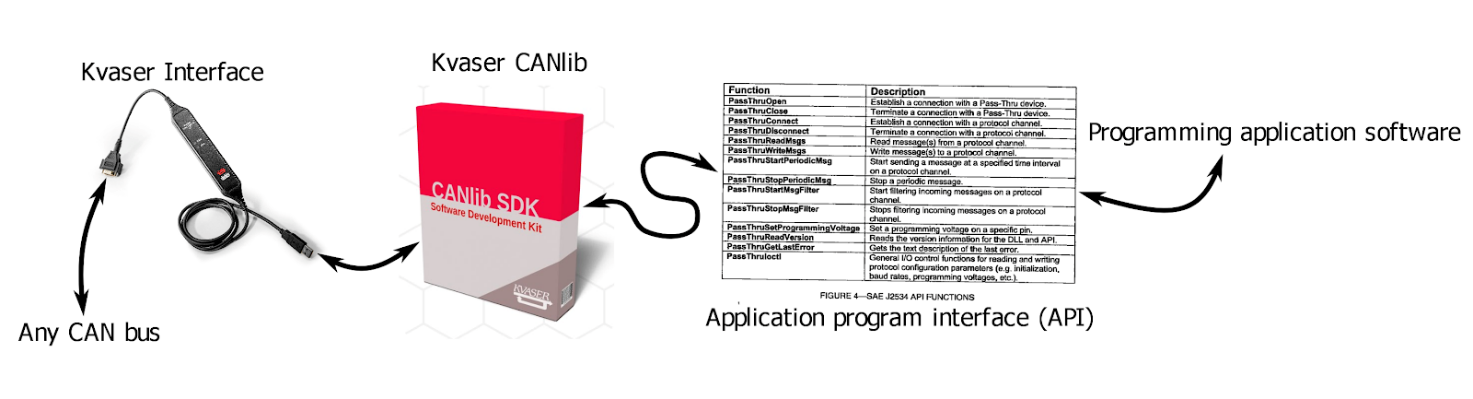 Kvaser Interface
Any CAN bus
Kvaser CANlib
CANlib SDK
Software Development Kit
KVASER
Function Description
PassThruOpen Establish a connection with a Pass-Thru device.
PassThruClose Terminate a connection with a Pass-Thru device.
PassThruConnect Establish a connection with a protocol channel.
PassThruDisconnect Terminate a connection with a protocol channel.
PassThruReadMsgs Read message(s) from a protocol channel.
PassThruWriteMsgs Write message(s) to a protocol channel.
PassThruStartPeriodicMsg Start sending a message at a specified time interval
on a protocol channel.
PassThruStopPeriodicMsg Stop a periodic message.
PassThruStartMsgFilter Start filtering incoming messages on a protocol
channel.
PassThruStopMsgFilter Stops filtering incoming messages on a protocol
channel.
PassThruSetProgrammingVoltage Set a programming voltage on a specific pin.
PassThruReadVersion Reads the version information for the DLL and API.
PassThruGetLastError Gets the text description of the last error.
PassThruIoctl General I/O control functions for reading and writing
protocol configuration parameters (e.g. initialization,
baud rates, programming voltages, etc.).
FIGURE 4—SAE J2534 API FUNCTIONS
Application program interface (API)
Programming application software